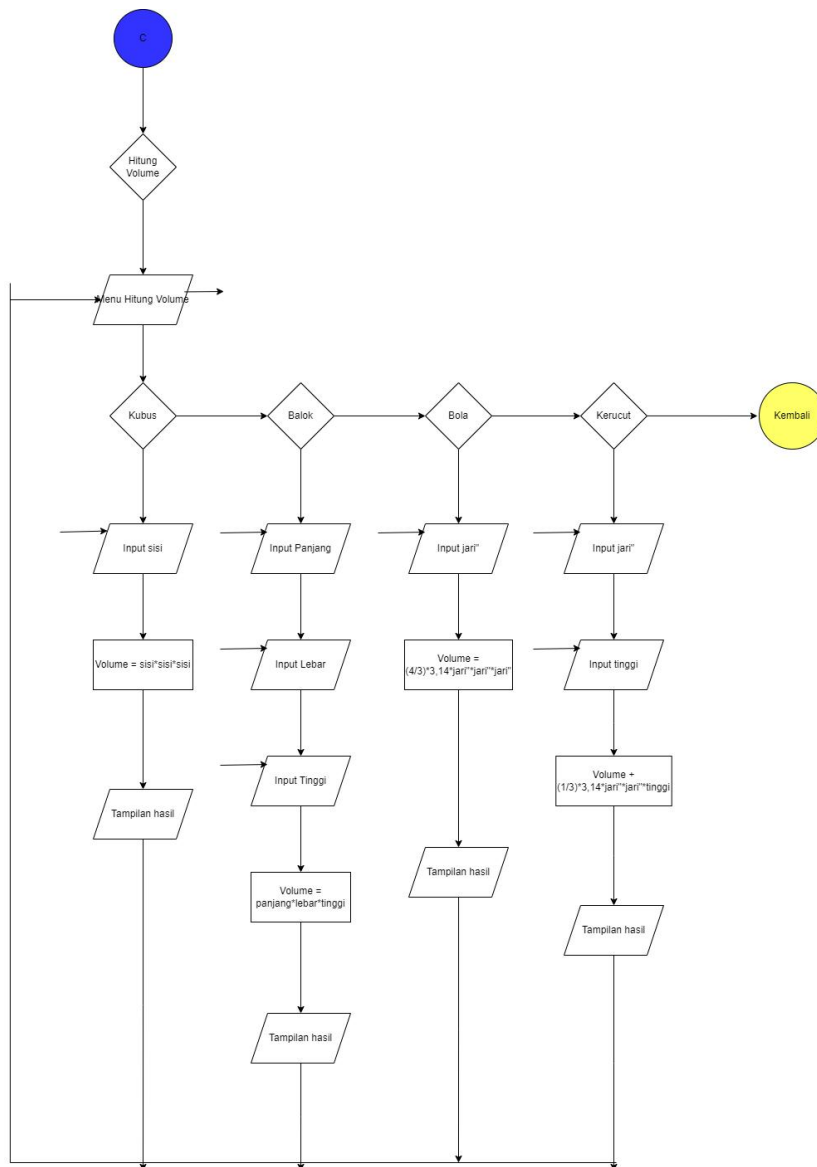 C
Hitung
Volume
Menu Hitung Volume
Kubus
Balok
Bola
Kerucut
Kembali
Input sisi
Input Panjang
Input jari"
Input jari"
Volume = sisi*sisi*sisi
Input Lebar
Volume =
(4/3)*3,14*jari"*jari"*jari"
Input tinggi
Input Tinggi
Volume +
(1/3)*3,14*jari"*jari"*tinggi
Tampilan hasil
Volume =
panjang*lebar*tinggi
Tampilan hasil
Tampilan hasil
Tampilan hasil